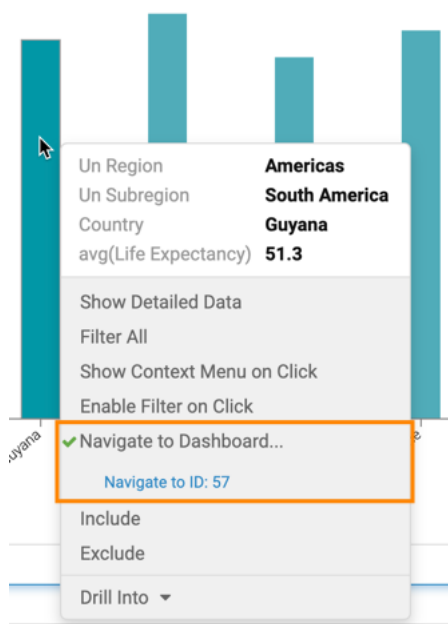 Un Region Americas
Un Subregion South America
Country Guyana
avg(Life Expectancy) 51.3
Show Detailed Data
Filter All
Show Context Menu on Click
Enable Filter on Click
Navigate to Dashboard...
Navigate to ID: 57
Include
Exclude
Drill Into